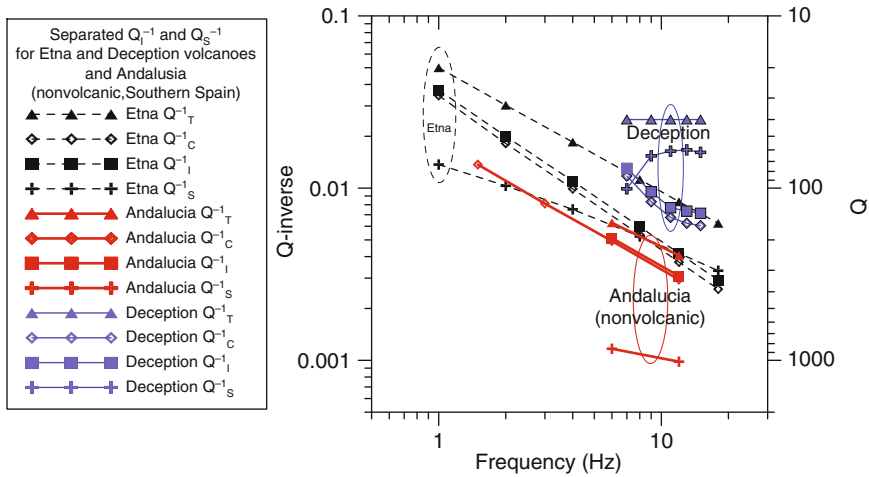 Separated Q_I^−1 and Q_S^−1
for Etna and Deception volcanoes
and Andalusia
(nonvolcanic,Southern Spain)
Etna Q^−1_T
Etna Q^−1_C
Etna Q^−1_I
Etna Q^−1_S
Andalucia Q^−1_T
Andalucia Q^−1_C
Andalucia Q^−1_I
Andalucia Q^−1_S
Deception Q^−1_T
Deception Q^−1_C
Deception Q^−1_I
Deception Q^−1_S
Q-inverse
0.1
0.01
0.001
Etna
Deception
Andalucia
(nonvolcanic)
10
100
1000
Q
1
10
Frequency (Hz)